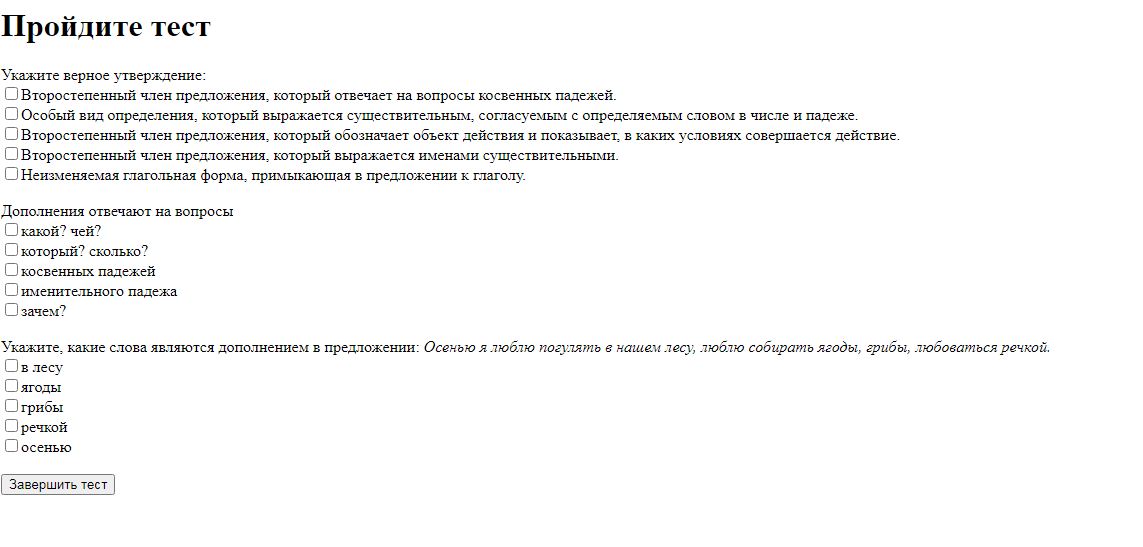 Пройдите тест
Укажите верное утверждение:
Второстепенный член предложения, который отвечает на вопросы косвенных падежей.
Особый вид определения, который выражается существительным, согласуемым с определяемым словом в числе и падеже.
Второстепенный член предложения, который обозначает объект действия и показывает, в каких условиях совершается действие.
Второстепенный член предложения, который выражается именами существительными.
Неизменяемая глагольная форма, примыкающая в предложении к глаголу.
Дополнения отвечают на вопросы
какой? чей?
который? сколько?
косвенных падежей
именительного падежа
зачем?
Укажите, какие слова являются дополнением в предложении: Осенью я люблю погулять в нашем лесу, люблю собирать ягоды, грибы, любоваться речкой.
в лесу
ягоды
грибы
речкой
осенью
Завершить тест